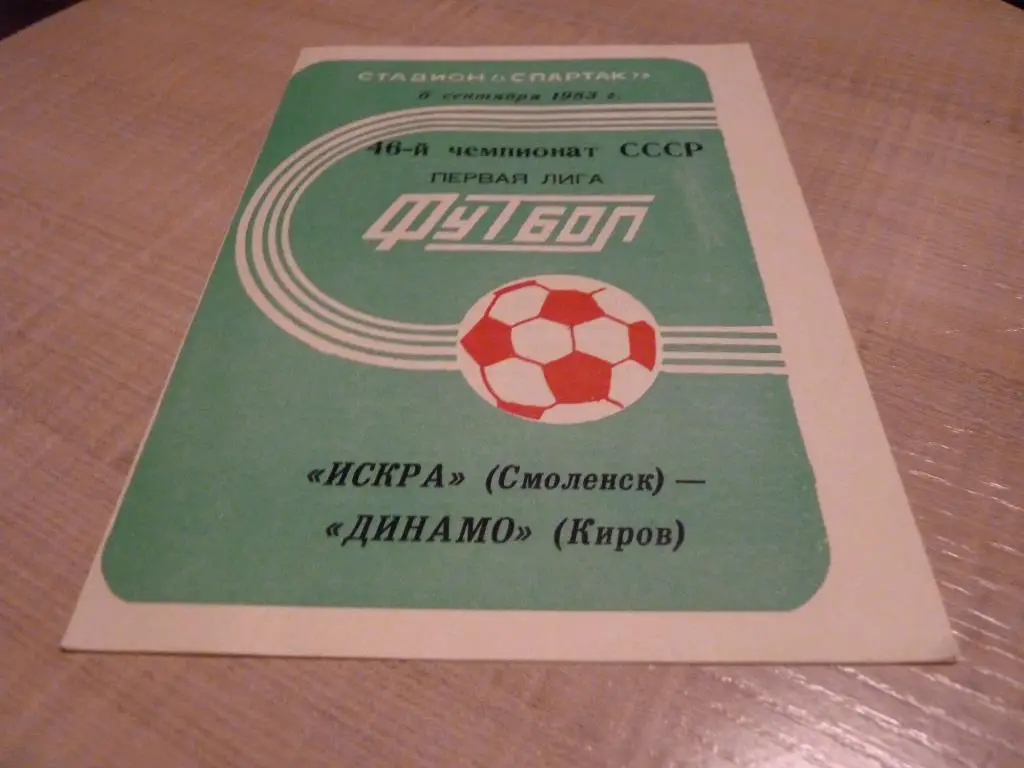 СТАДИОН «СПАРТАК»
6 сентября 1983 г.
46-й чемпионат СССР
ПЕРВАЯ ЛИГА
ФУТБОЛ
«ИСКРА» (Смоленск) —
«ДИНАМО» (Киров)